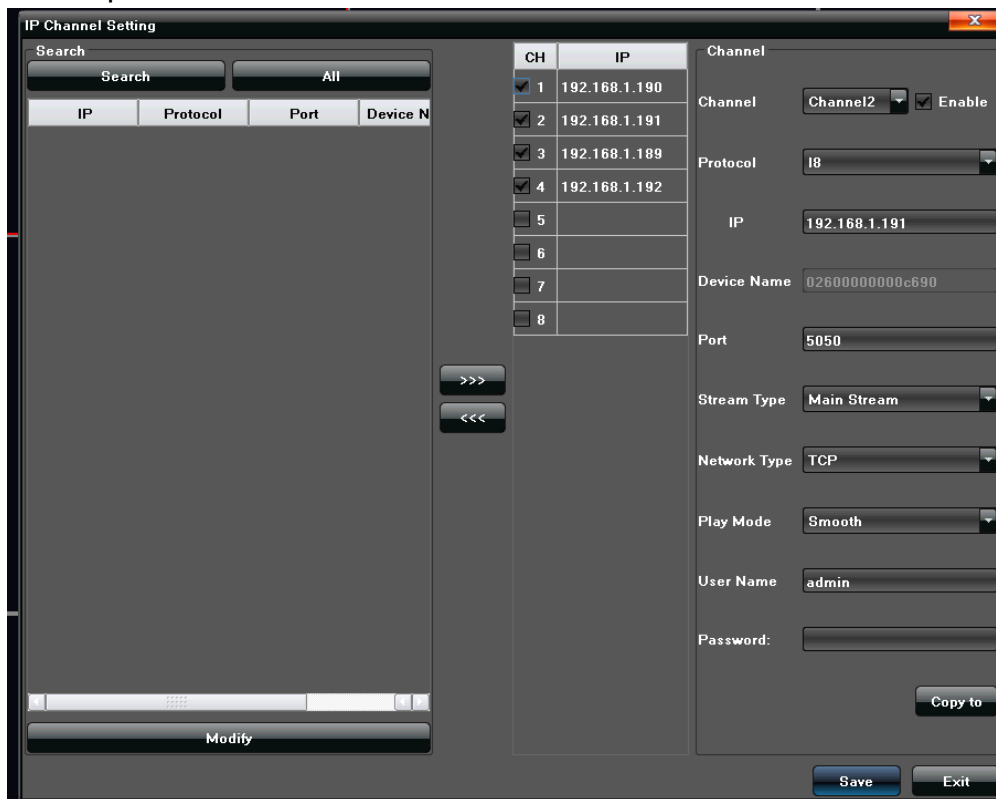 IP Channel Setting
Search
Search All
IP Protocol Port Device N
CH IP
1 192.168.1.190
2 192.168.1.191
3 192.168.1.189
4 192.168.1.192
5
6
7
8
>>>
<<<
Channel
Channel Channel2 Enable
Protocol I8
IP 192.168.1.191
Device Name 02600000000c690
Port 5050
Stream Type Main Stream
Network Type TCP
Play Mode Smooth
User Name admin
Password:
Copy to
Modify
Save Exit